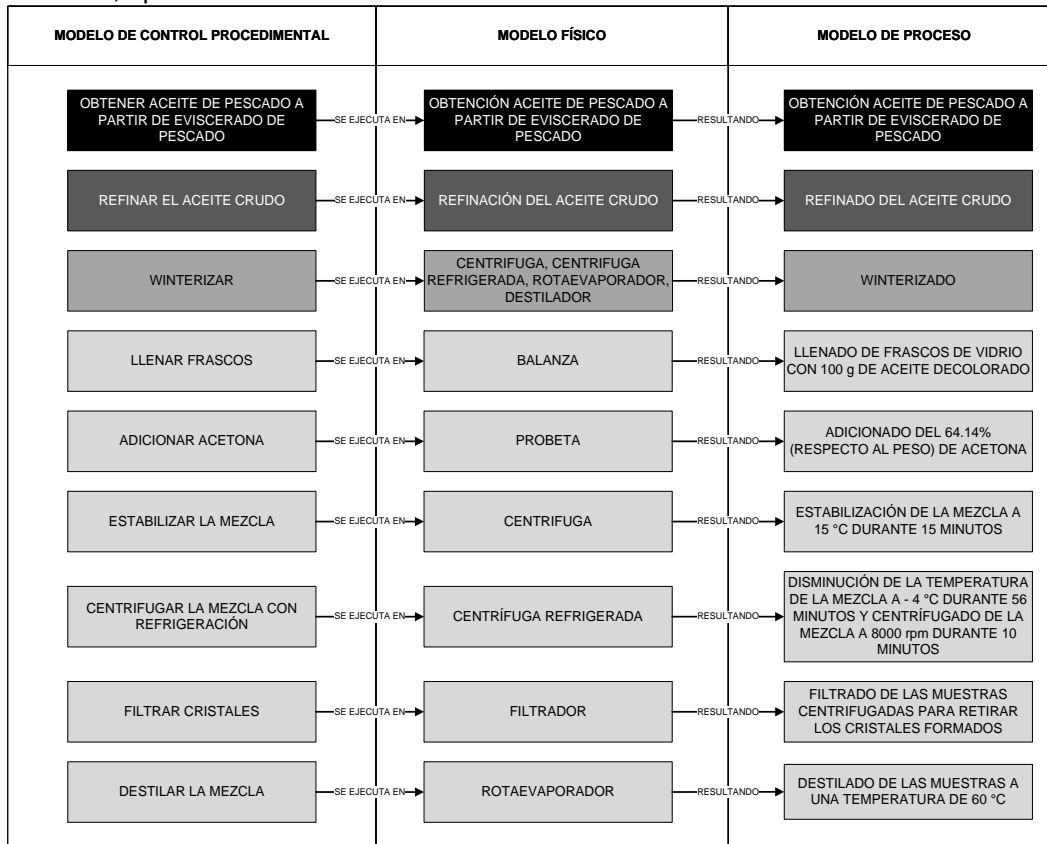 MODELO DE CONTROL PROCEDIMENTAL
MODELO FÍSICO
MODELO DE PROCESO
OBTENER ACEITE DE PESCADO A
PARTIR DE EVISCERADO DE
PESCADO
SE EJECUTA EN
OBTENCIÓN ACEITE DE PESCADO A
PARTIR DE EVISCERADO DE
PESCADO
RESULTANDO
OBTENCIÓN ACEITE DE PESCADO A
PARTIR DE EVISCERADO DE
PESCADO
REFINAR EL ACEITE CRUDO
SE EJECUTA EN
REFINACIÓN DEL ACEITE CRUDO
RESULTANDO
REFINADO DEL ACEITE CRUDO
WINTERIZAR
SE EJECUTA EN
CENTRIFUGA, CENTRIFUGA
REFRIGERADA, ROTAEVAPORADOR,
DESTILADOR
RESULTANDO
WINTERIZADO
LLENAR FRASCOS
SE EJECUTA EN
BALANZA
RESULTANDO
LLENADO DE FRASCOS DE VIDRIO
CON 100 g DE ACEITE DECOLORADO
ADICIONAR ACETONA
SE EJECUTA EN
PROBETA
RESULTANDO
ADICIONADO DEL 64.14%
(RESPECTO AL PESO) DE ACETONA
ESTABILIZAR LA MEZCLA
SE EJECUTA EN
CENTRIFUGA
RESULTANDO
ESTABILIZACIÓN DE LA MEZCLA A
15 °C DURANTE 15 MINUTOS
CENTRIFUGAR LA MEZCLA CON
REFRIGERACIÓN
SE EJECUTA EN
CENTRÍFUGA REFRIGERADA
RESULTANDO
DISMINUCIÓN DE LA TEMPERATURA
DE LA MEZCLA A - 4 °C DURANTE 56
MINUTOS Y CENTRÍFUGADO DE LA
MEZCLA A 8000 rpm DURANTE 10
MINUTOS
FILTRAR CRISTALES
SE EJECUTA EN
FILTRADOR
RESULTANDO
FILTRADO DE LAS MUESTRAS
CENTRIFUGADAS PARA RETIRAR
LOS CRISTALES FORMADOS
DESTILAR LA MEZCLA
SE EJECUTA EN
ROTAEVAPORADOR
RESULTANDO
DESTILADO DE LAS MUESTRAS A
UNA TEMPERATURA DE 60 °C